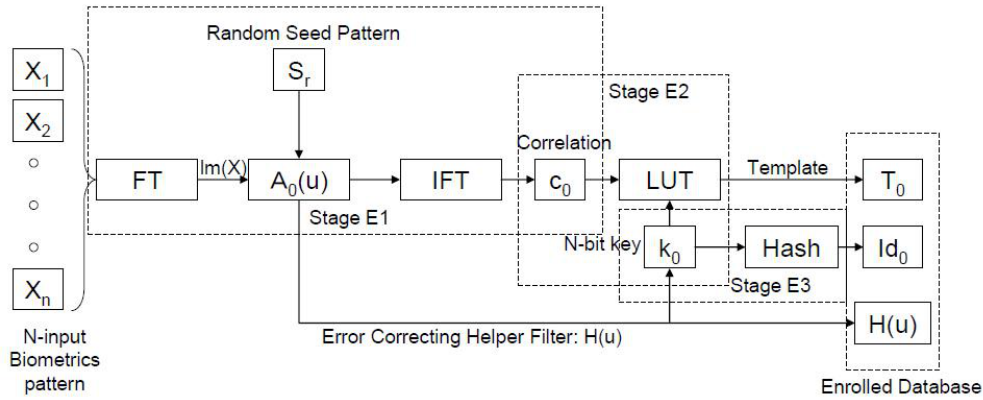 Random Seed Pattern
X1
Sr
Stage E2
X2
Correlation
FT
Im(X)
A0(u)
IFT
c0
LUT
Template
T0
Stage E1
N-bit key
k0
Hash
Id0
Xn
Stage E3
N-input
Biometrics
pattern
Error Correcting Helper Filter: H(u)
H(u)
Enrolled Database